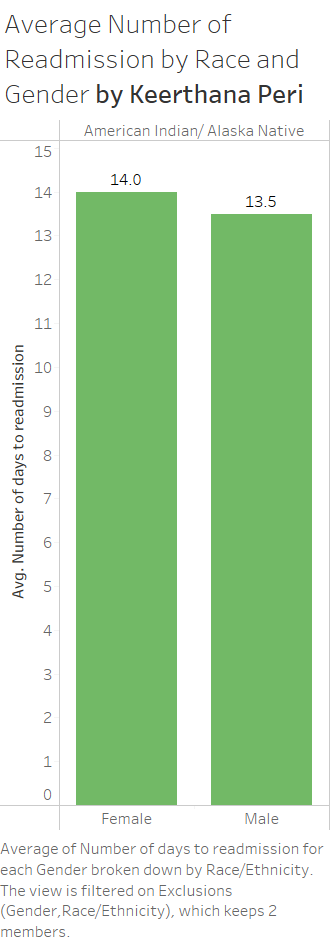 Average Number of
Readmission by Race and
Gender by Keerthana Peri
American Indian/ Alaska Native
15
14
13
12
11
10
9
8
7
6
5
4
3
2
1
0
Avg. Number of days to readmission
14.0
13.5
Female
Male
Average of Number of days to readmission for
each Gender broken down by Race/Ethnicity.
The view is filtered on Exclusions
(Gender,Race/Ethnicity), which keeps 2
members.